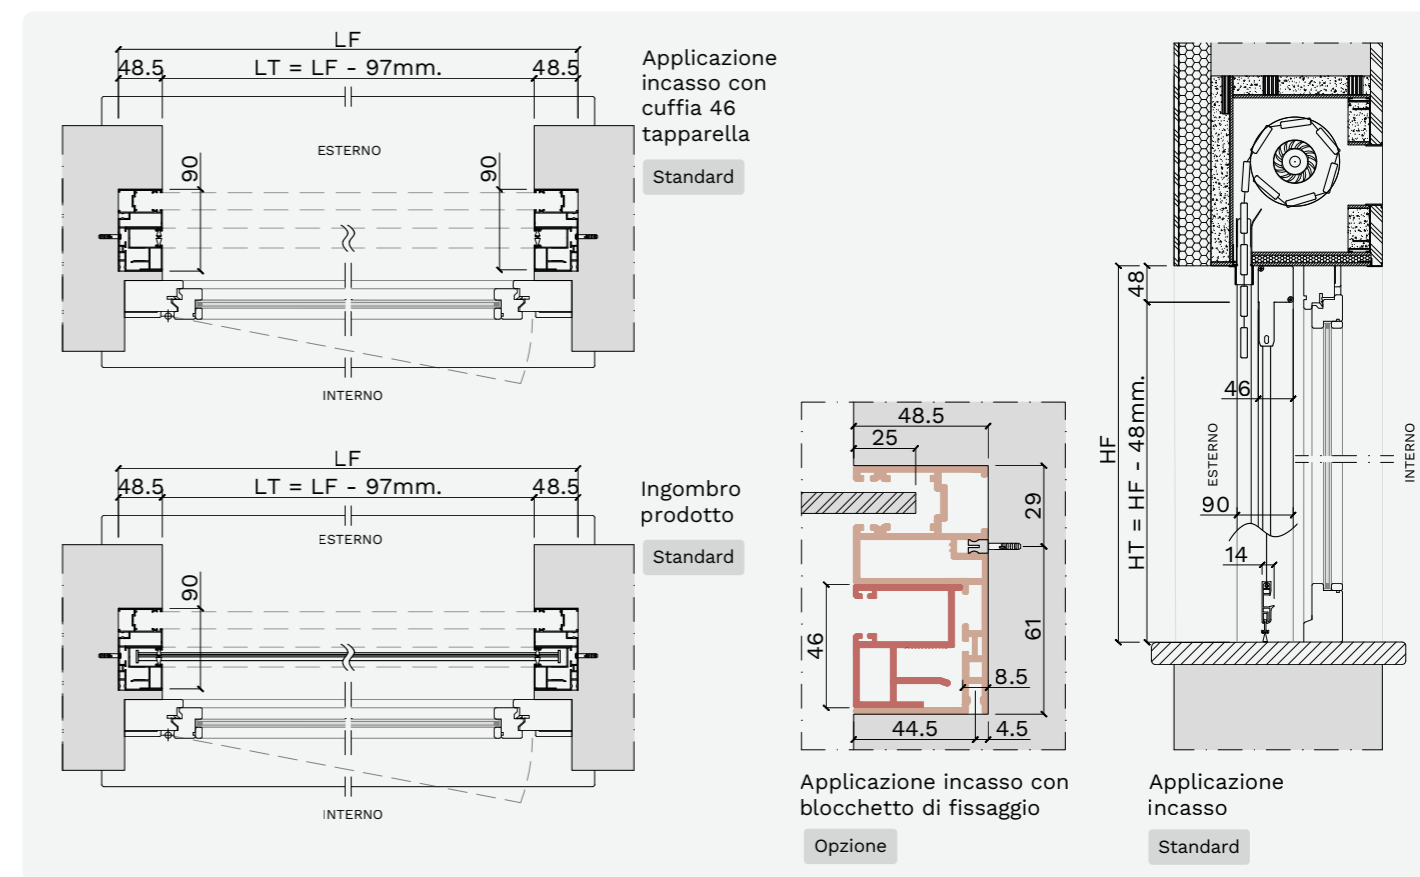 LF
48.5
LT = LF - 97mm.
48.5
ESTERNO
90
90
INTERNO
Applicazione
incasso con
cuffia 46
tapparella
Standard
LF
48.5
LT = LF - 97mm.
48.5
ESTERNO
90
INTERNO
Ingombro
prodotto
Standard
48.5
25
29
46
61
8.5
44.5
4.5
Applicazione incasso con
blocchetto di fissaggio
Opzione
48
46
HF
HT = HF - 48mm.
ESTERNO
INTERNO
90
14
Applicazione
incasso
Standard